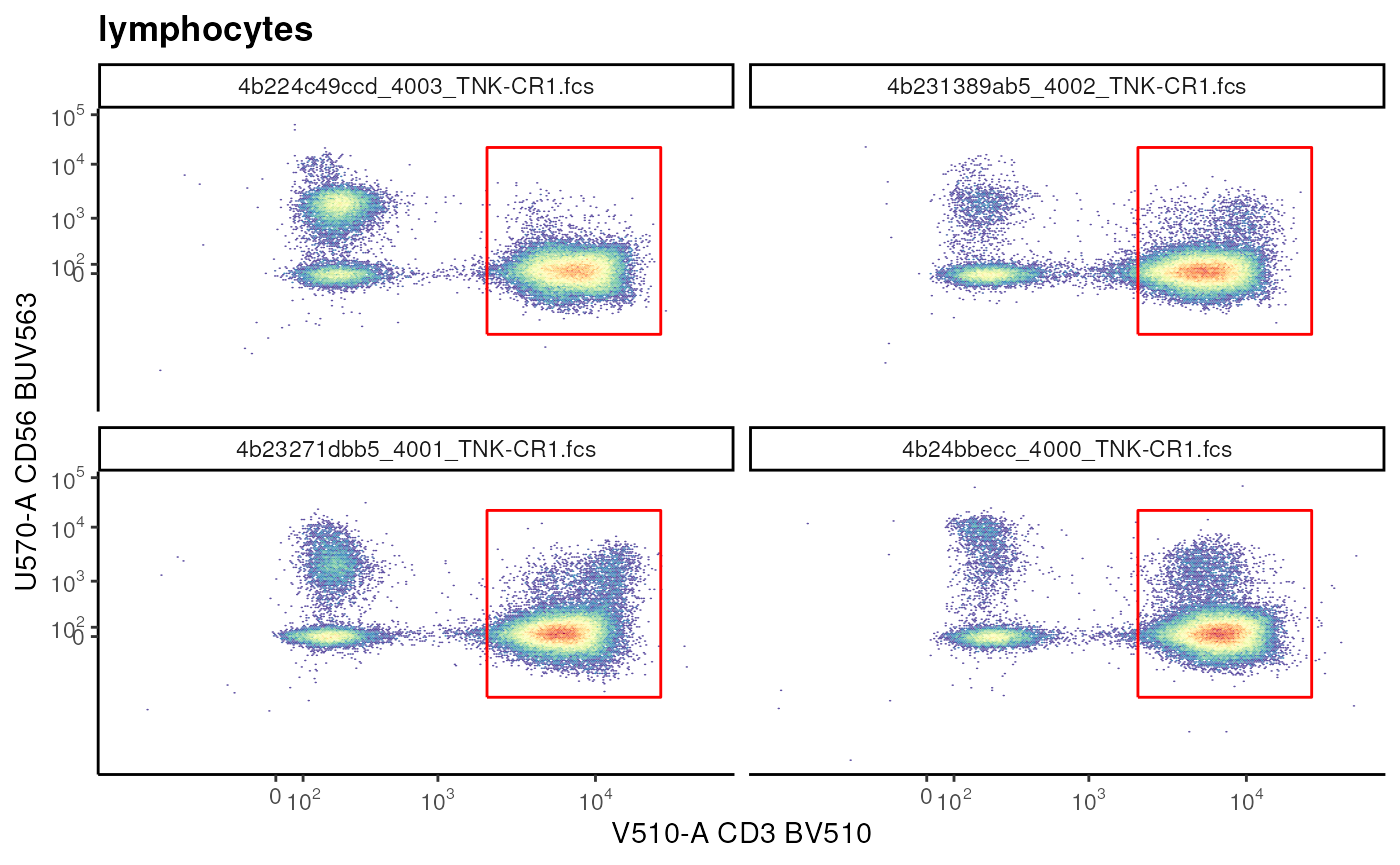 lymphocytes
4b224c49ccd_4003_TNK-CR1.fcs
4b231389ab5_4002_TNK-CR1.fcs
10^5
10^4
10^3
10^2
0
4b23271dbb5_4001_TNK-CR1.fcs
4b24bbecc_4000_TNK-CR1.fcs
10^5
10^4
10^3
10^2
0
U570-A CD56 BUV563
0 10^2 10^3 10^4
0 10^2 10^3 10^4
V510-A CD3 BV510